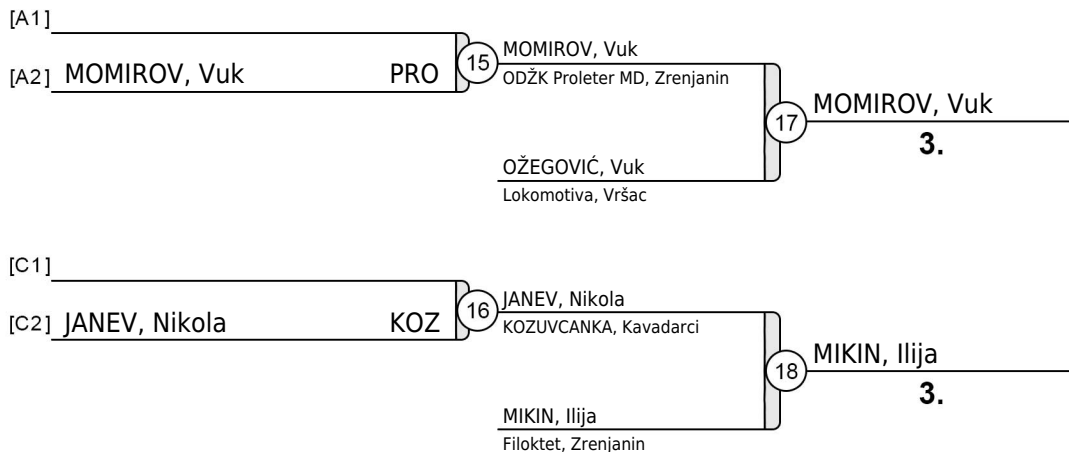 [A1]
[A2] MOMIROV, Vuk PRO
15
MOMIROV, Vuk
ODŽK Proleter MD, Zrenjanin
17
MOMIROV, Vuk
3.
OŽEGOVIĆ, Vuk
Lokomotiva, Vršac
[C1]
[C2] JANEV, Nikola KOZ
16
JANEV, Nikola
KOZUVCANKA, Kavadarci
18
MIKIN, Ilija
3.
MIKIN, Ilija
Filoktet, Zrenjanin